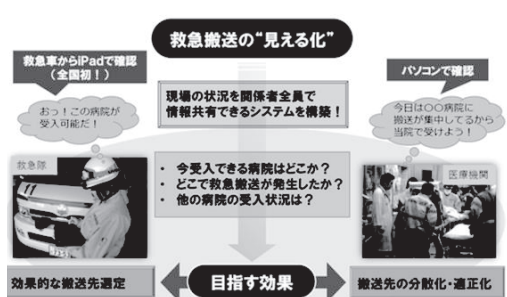 救急搬送の“見える化”
救急車からiPadで確認
（全国初！）
パソコンで確認
おっ！この病院が
受入可能だ！
現場の状況を関係者全員で
情報共有できるシステムを構築！
今日は〇〇病院に
搬送が集中してるから
当院で受けよう！
救急隊
・ 今受入できる病院はどこか？
・ どこで救急搬送が発生したか？
・ 他の病院の受入状況は？
医療機関
効果的な搬送先選定
目指す効果
搬送先の分散化・適正化